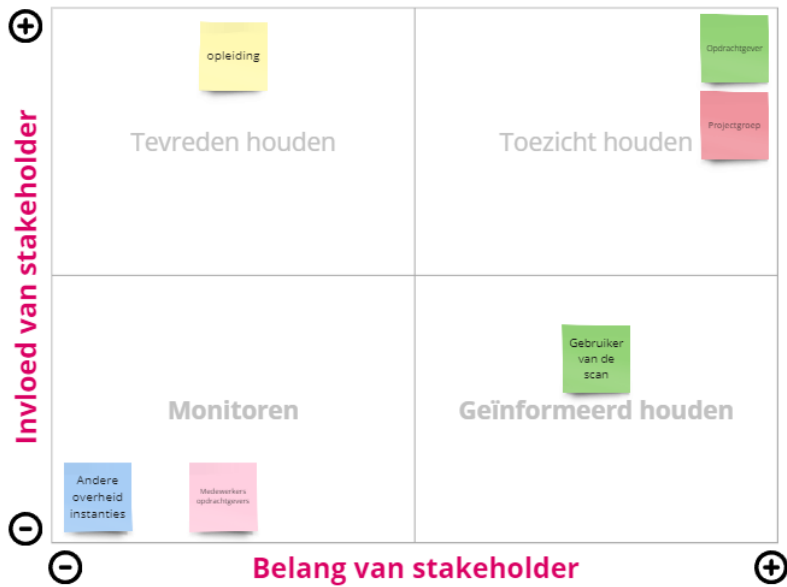 opleiding
Opdrachtgever
Projectgroep
Tevreden houden
Toezicht houden
Invloed van stakeholder
Gebruiker
van de
scan
Monitoren
Geïnformeerd houden
Andere
overheid
instanties
Medewerkers
opdrachtgevers
Belang van stakeholder